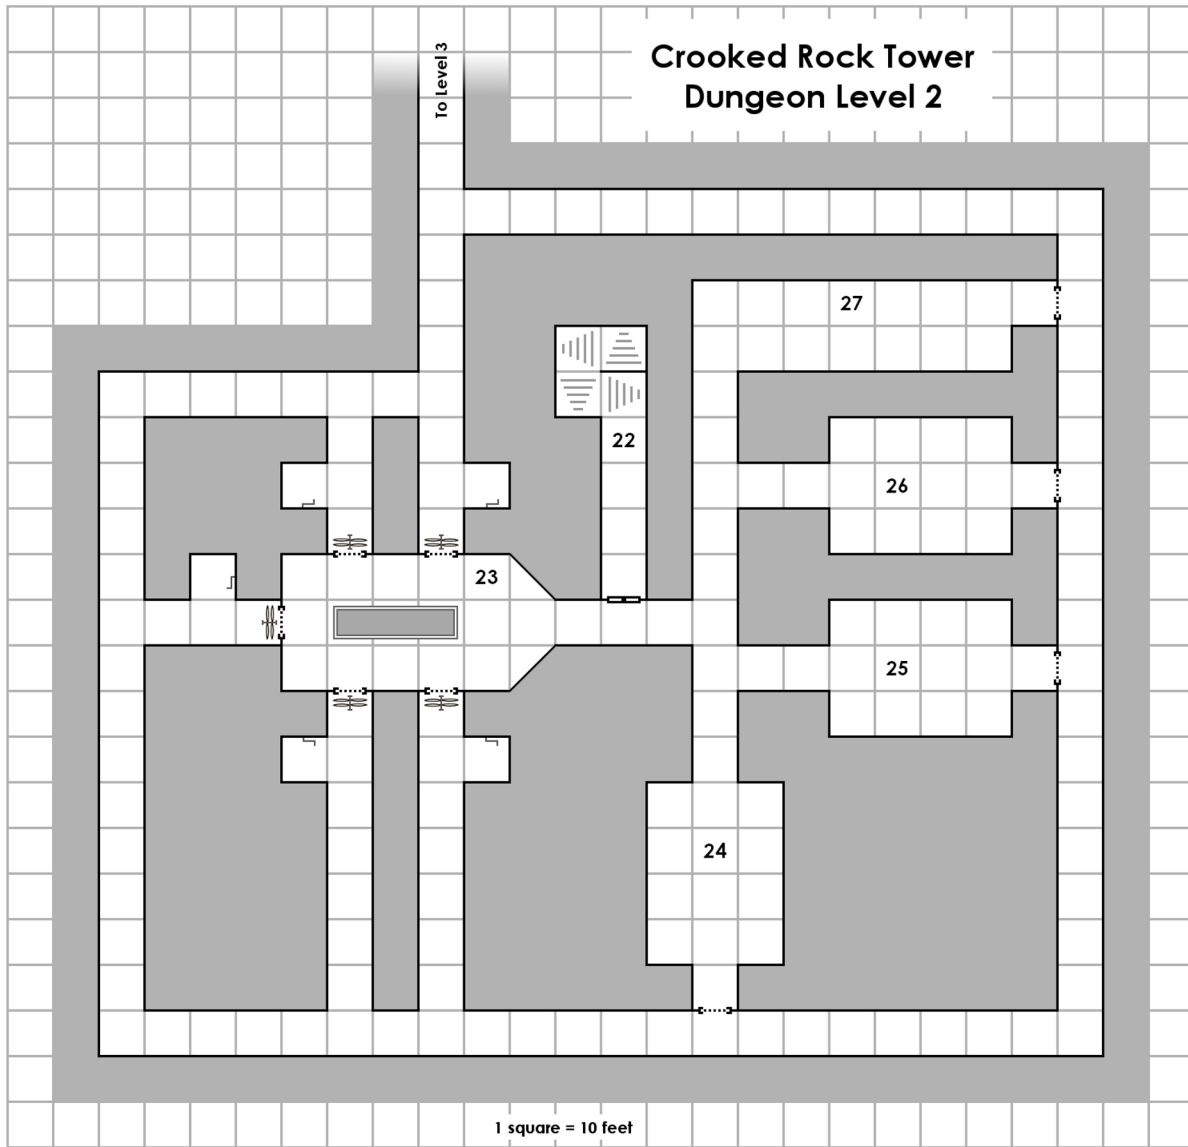 Crooked Rock Tower
Dungeon Level 2
To Level 3
27
22
26
23
25
24
1 square = 10 feet